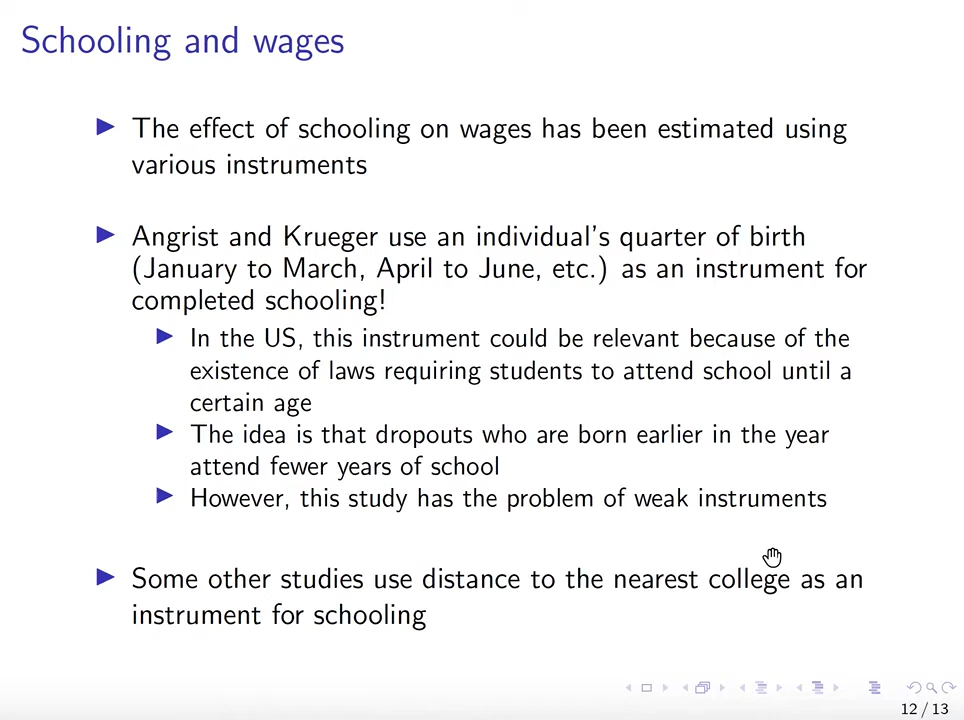 Schooling and wages
The effect of schooling on wages has been estimated using
various instruments
Angrist and Krueger use an individual's quarter of birth
(January to March, April to June, etc.) as an instrument for
completed schooling!
In the US, this instrument could be relevant because of the
existence of laws requiring students to attend school until a
certain age
The idea is that dropouts who are born earlier in the year
attend fewer years of school
However, this study has the problem of weak instruments
Some other studies use distance to the nearest college as an
instrument for schooling
12 / 13